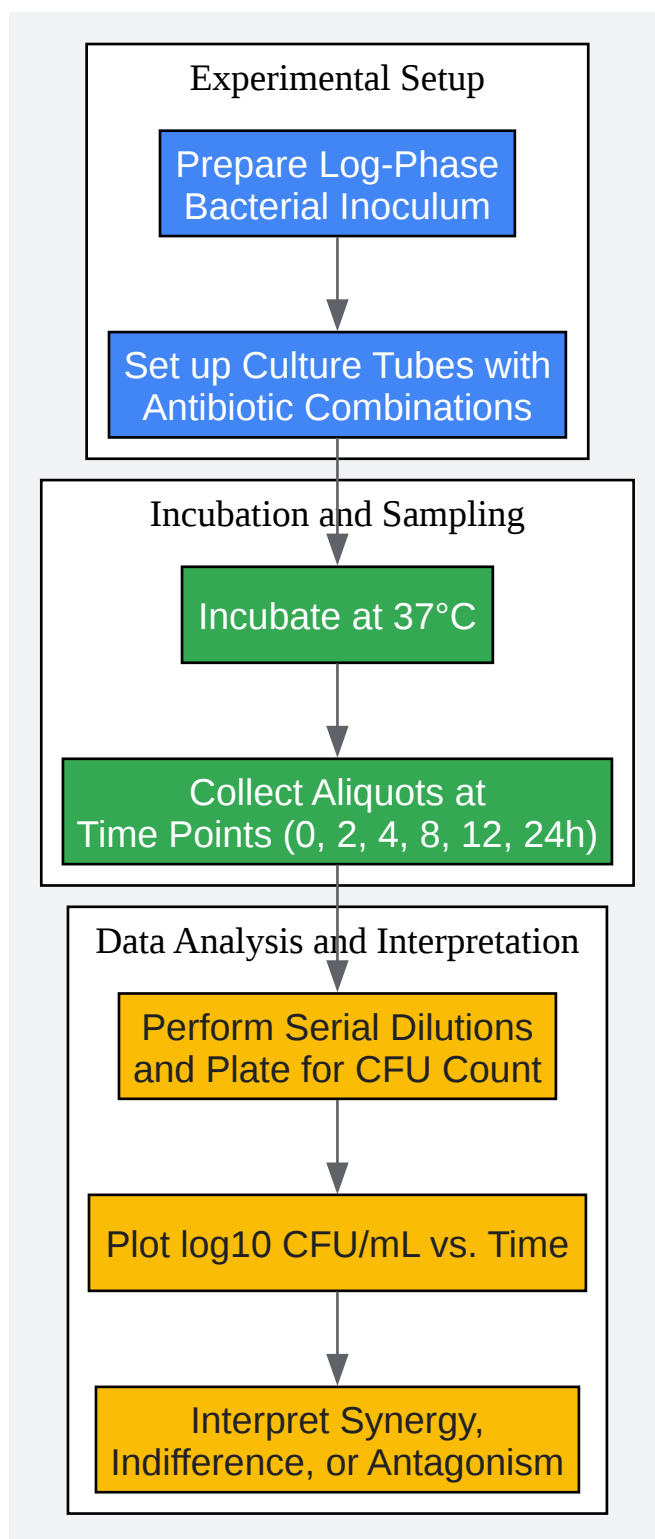 Experimental Setup
Prepare Log-Phase
Bacterial Inoculum
Set up Culture Tubes with
Antibiotic Combinations
Incubation and Sampling
Incubate at 37°C
Collect Aliquots at
Time Points (0, 2, 4, 8, 12, 24h)
Data Analysis and Interpretation
Perform Serial Dilutions
and Plate for CFU Count
Plot log10 CFU/mL vs. Time
Interpret Synergy,
Indifference, or Antagonism